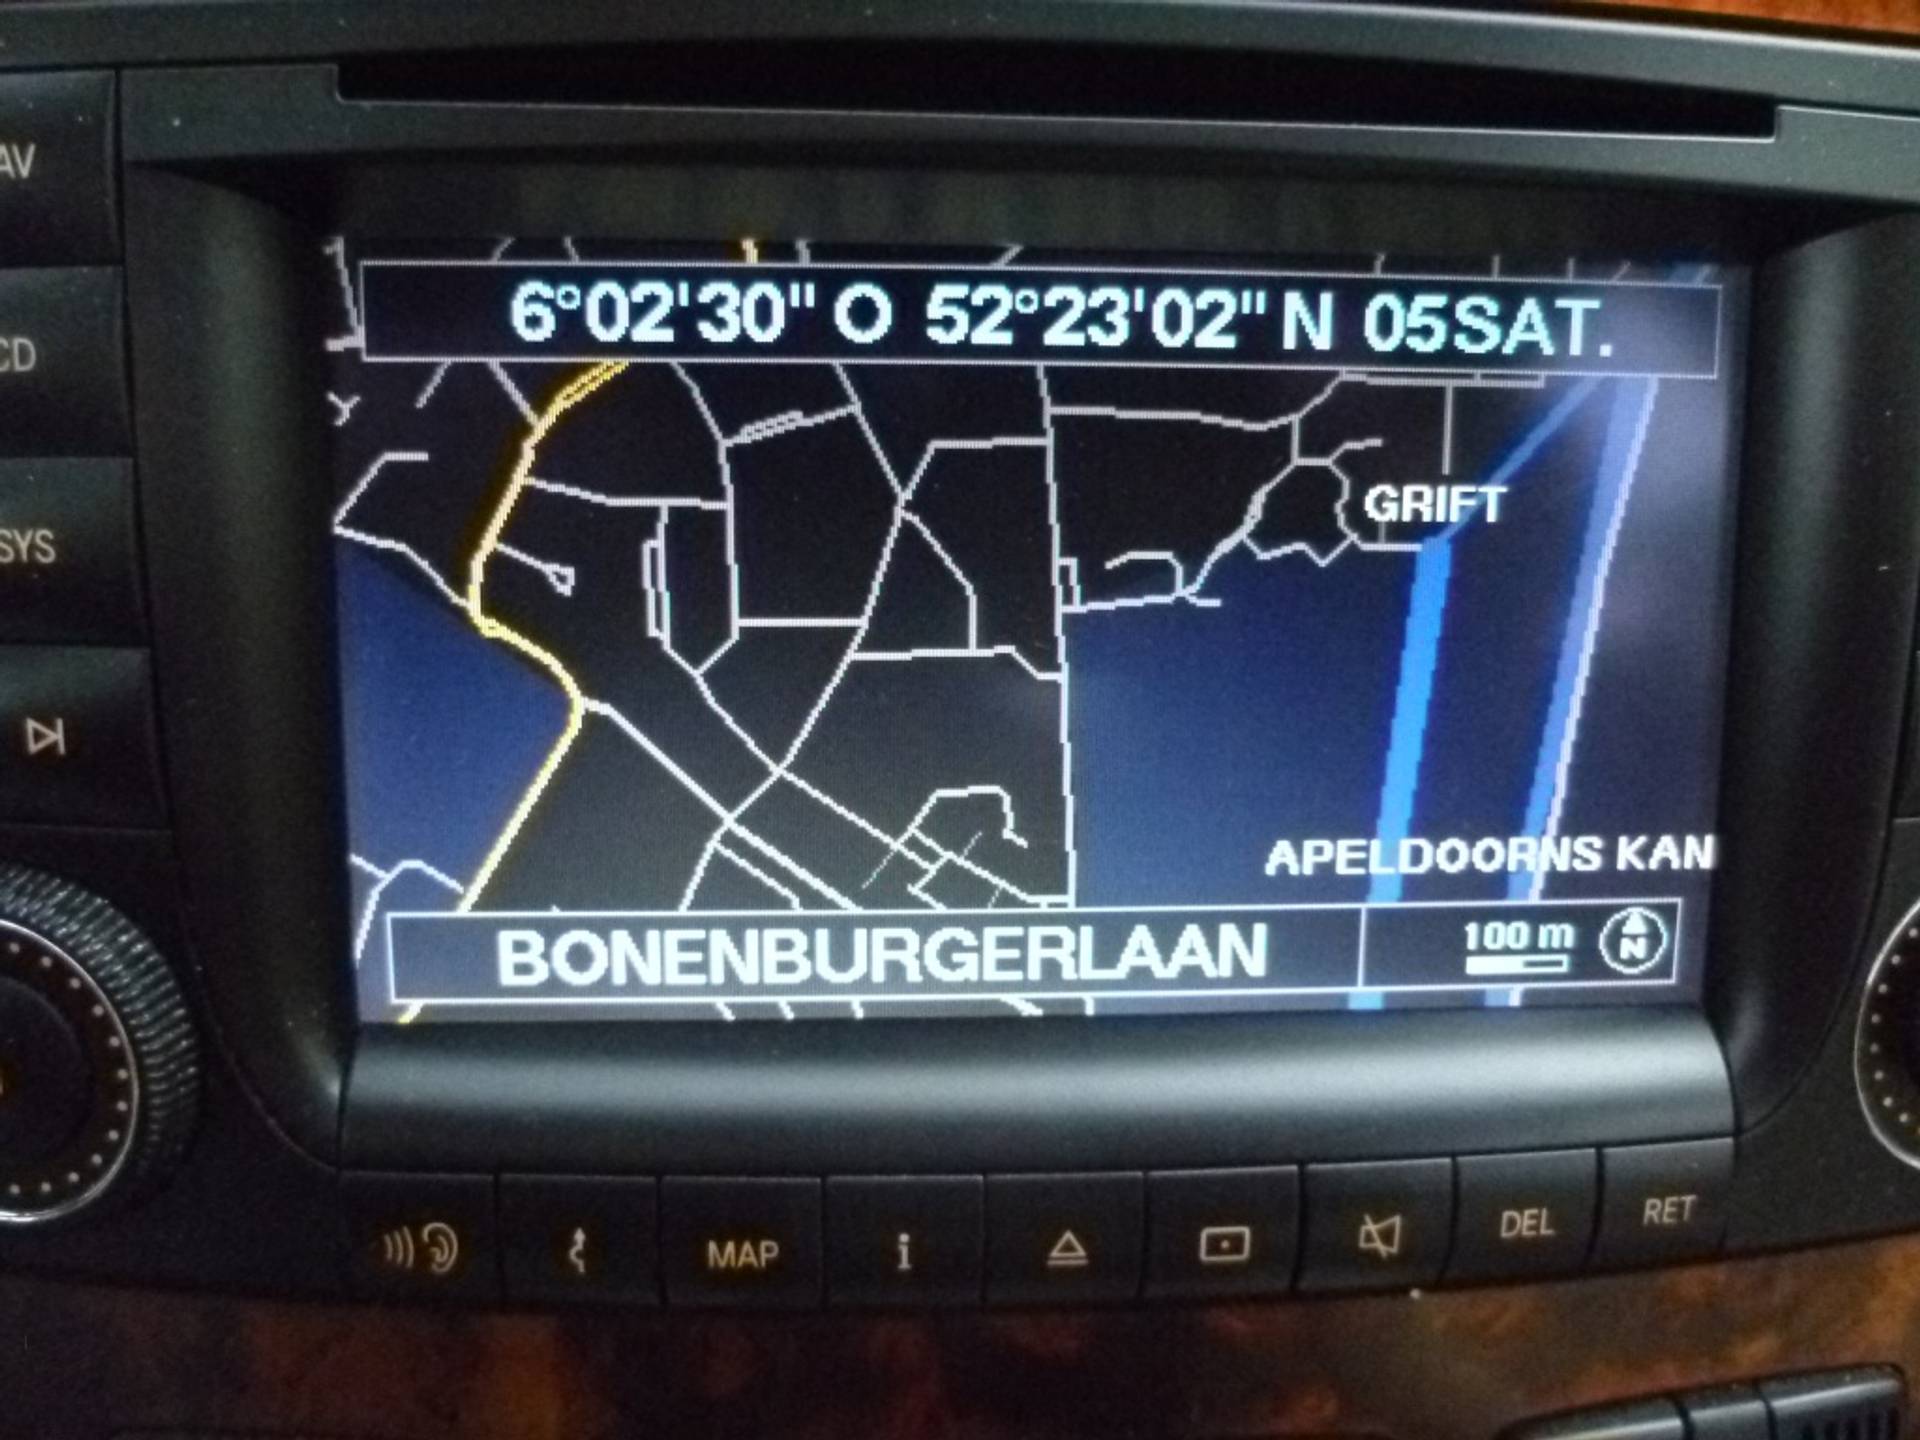 AV
CD
SYS
6°02'30" O 52°23'02" N 05SAT.
GRIFT
APELDOORNS KAN
BONENBURGERLAAN
100 m
N
MAP
i
DEL
RET